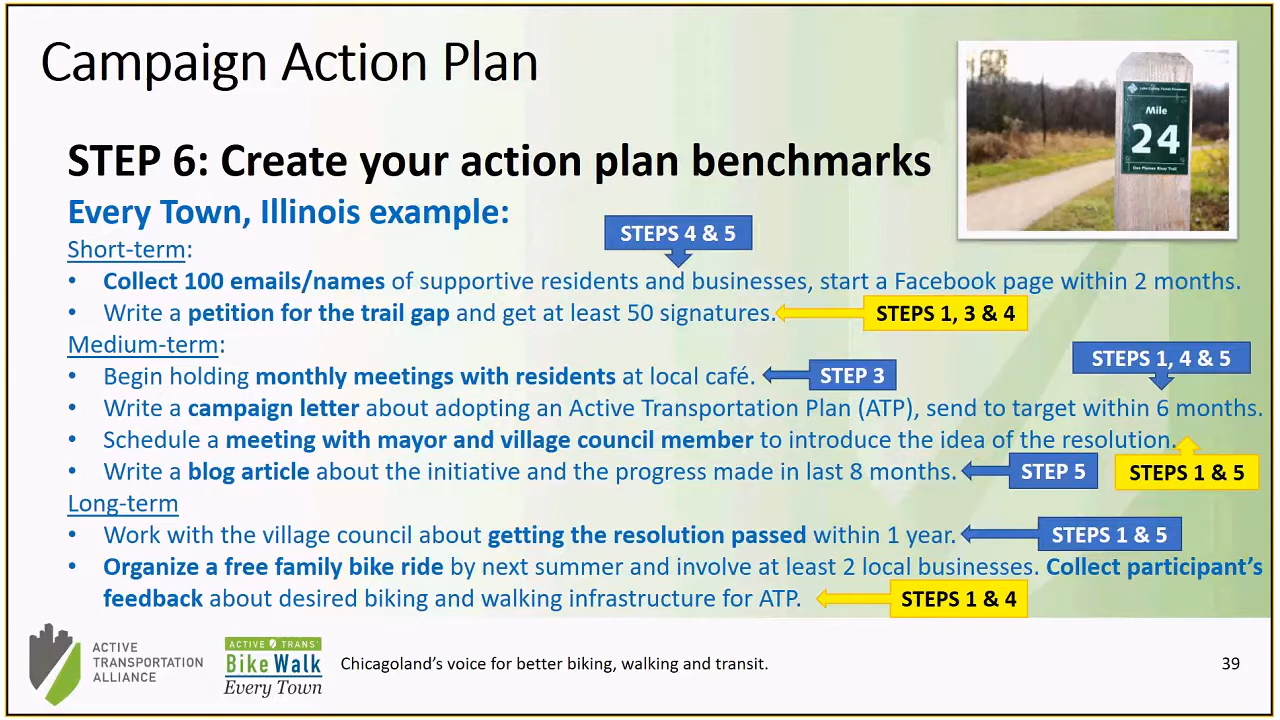 Campaign Action Plan
Mile
24
Des Plaines River Trail
STEP 6: Create your action plan benchmarks
Every Town, Illinois example:
STEPS 4 & 5
Short-term:
• Collect 100 emails/names of supportive residents and businesses, start a Facebook page within 2 months.
• Write a petition for the trail gap and get at least 50 signatures.
STEPS 1, 3 & 4
Medium-term:
STEPS 1, 4 & 5
• Begin holding monthly meetings with residents at local café.
STEP 3
• Write a campaign letter about adopting an Active Transportation Plan (ATP), send to target within 6 months.
• Schedule a meeting with mayor and village council member to introduce the idea of the resolution.
• Write a blog article about the initiative and the progress made in last 8 months.
STEP 5
STEPS 1 & 5
Long-term
• Work with the village council about getting the resolution passed within 1 year.
STEPS 1 & 5
• Organize a free family bike ride by next summer and involve at least 2 local businesses. Collect participant's
feedback about desired biking and walking infrastructure for ATP.
STEPS 1 & 4
ACTIVE
TRANSPORTATION
ALLIANCE
ACTIVE TRANS'
Bike Walk
Every Town
Chicagoland's voice for better biking, walking and transit.
39